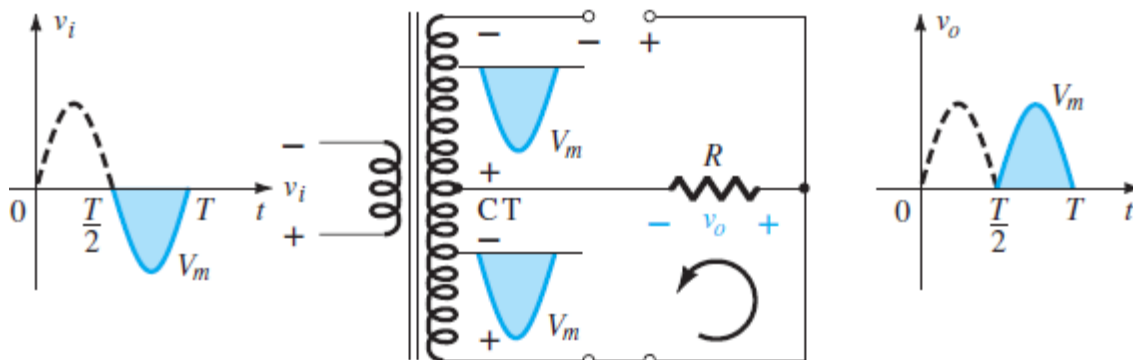 v_i
V_m
0
T/2
T
t
−
v_i
+
−
− +
V_m
+
CT
−
V_m
+
R
− v_o +
v_o
V_m
0
T/2
T
t